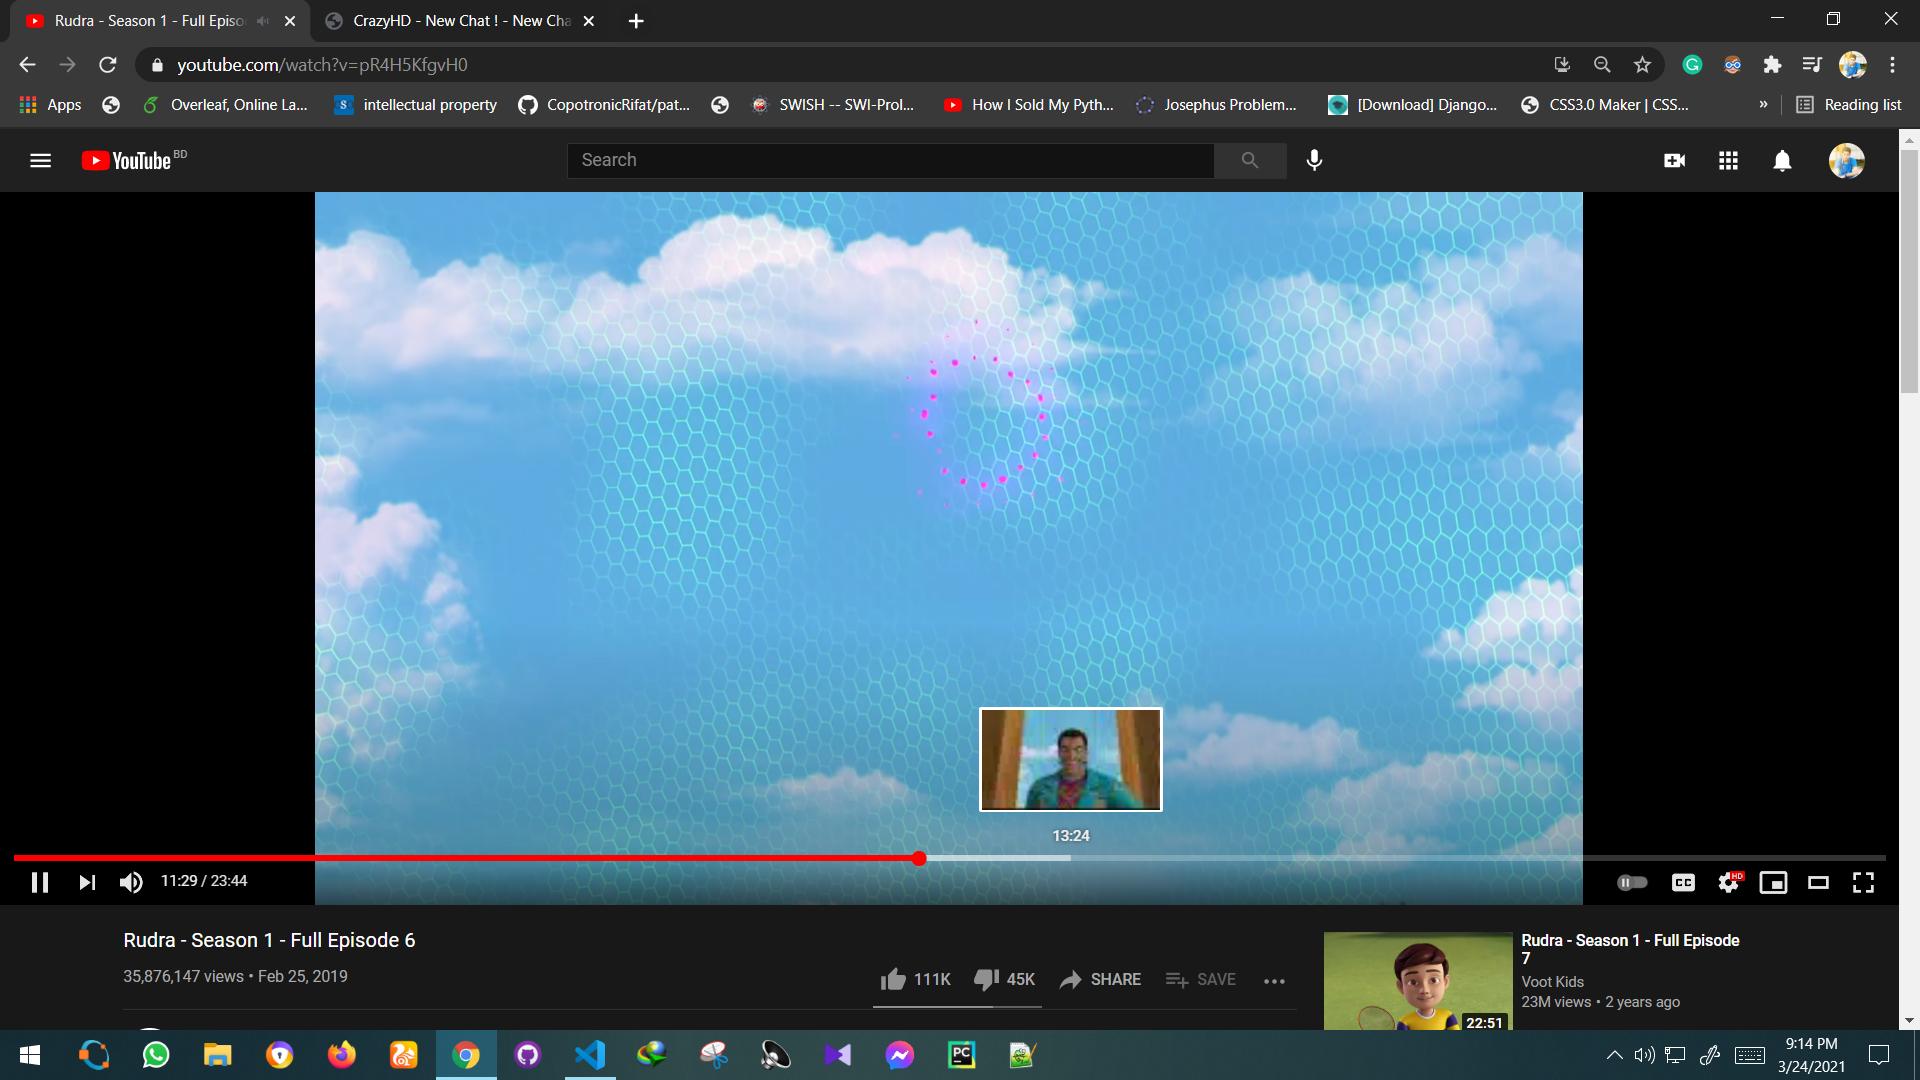 Rudra - Season 1 - Full Episo
CrazyHD - New Chat ! - New Cha
youtube.com/watch?v=pR4H5KfgvH0
Apps
Overleaf, Online La...
intellectual property
CopotronicRifat/pat...
SWISH -- SWI-Prol...
How I Sold My Pyth...
Josephus Problem...
[Download] Django...
CSS3.0 Maker | CSS...
»
Reading list
YouTube BD
Search
13:24
11:29 / 23:44
CC
HD
Rudra - Season 1 - Full Episode 6
35,876,147 views • Feb 25, 2019
111K
45K
SHARE
SAVE
Rudra - Season 1 - Full Episode
7
Voot Kids
23M views • 2 years ago
22:51
PC
9:14 PM
3/24/2021